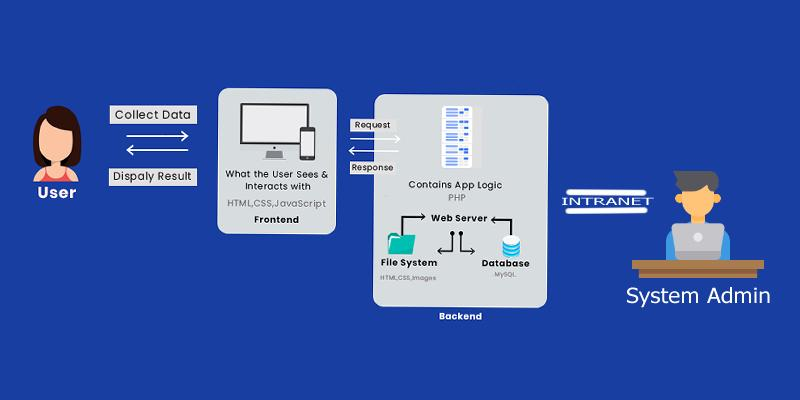 Collect Data
Dispaly Result
User
What the User Sees &
Interacts with
HTML,CSS,JavaScript
Frontend
Request
Response
Contains App Logic
PHP
Web Server
File System
HTML,CSS,Images
Database
MySQL
Backend
INTRANET
System Admin